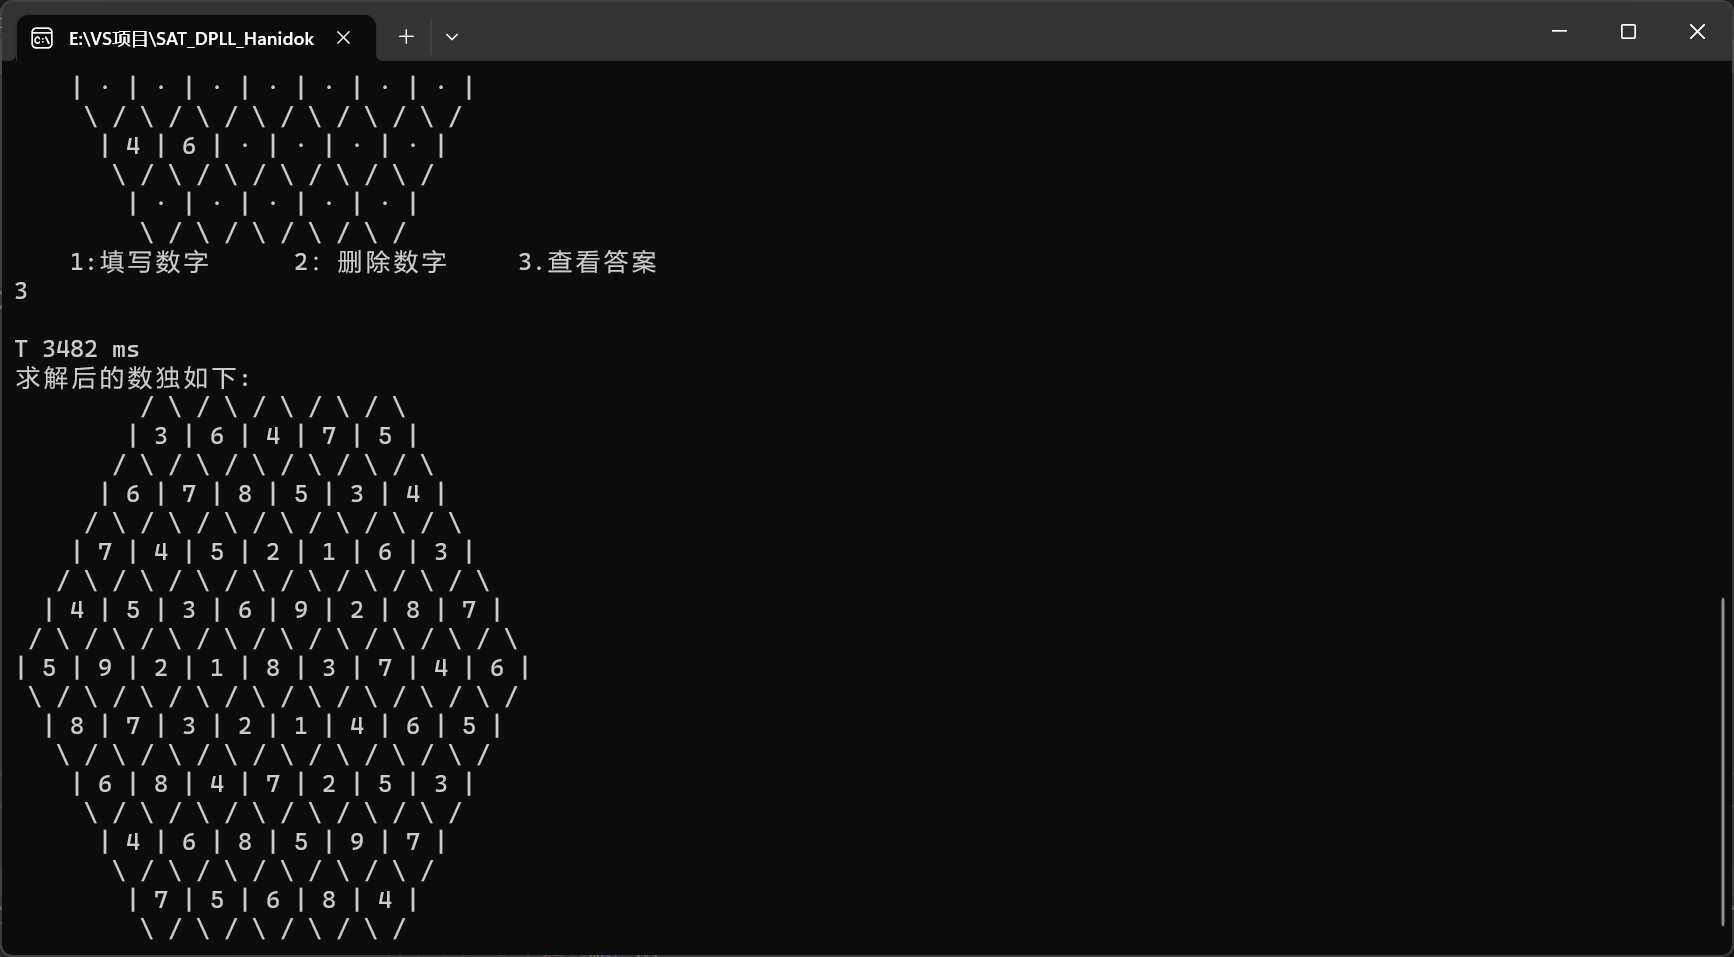 E:\VS项目\SAT_DPLL_Hanidok
| · | · | · | · | · | · | · |
\ / \ / \ / \ / \ / \ / \ /
| 4 | 6 | · | · | · | · |
\ / \ / \ / \ / \ / \ /
| · | · | · | · | · |
\ / \ / \ / \ / \ /
1:填写数字 2: 删除数字 3.查看答案
3
T 3482 ms
求解后的数独如下:
/ \ / \ / \ / \ / \
| 3 | 6 | 4 | 7 | 5 |
/ \ / \ / \ / \ / \ / \
| 6 | 7 | 8 | 5 | 3 | 4 |
/ \ / \ / \ / \ / \ / \ / \
| 7 | 4 | 5 | 2 | 1 | 6 | 3 |
/ \ / \ / \ / \ / \ / \ / \ / \
| 4 | 5 | 3 | 6 | 9 | 2 | 8 | 7 |
/ \ / \ / \ / \ / \ / \ / \ / \ / \
| 5 | 9 | 2 | 1 | 8 | 3 | 7 | 4 | 6 |
\ / \ / \ / \ / \ / \ / \ / \ / \ /
| 8 | 7 | 3 | 2 | 1 | 4 | 6 | 5 |
\ / \ / \ / \ / \ / \ / \ / \ /
| 6 | 8 | 4 | 7 | 2 | 5 | 3 |
\ / \ / \ / \ / \ / \ / \ /
| 4 | 6 | 8 | 5 | 9 | 7 |
\ / \ / \ / \ / \ / \ /
| 7 | 5 | 6 | 8 | 4 |
\ / \ / \ / \ / \ /